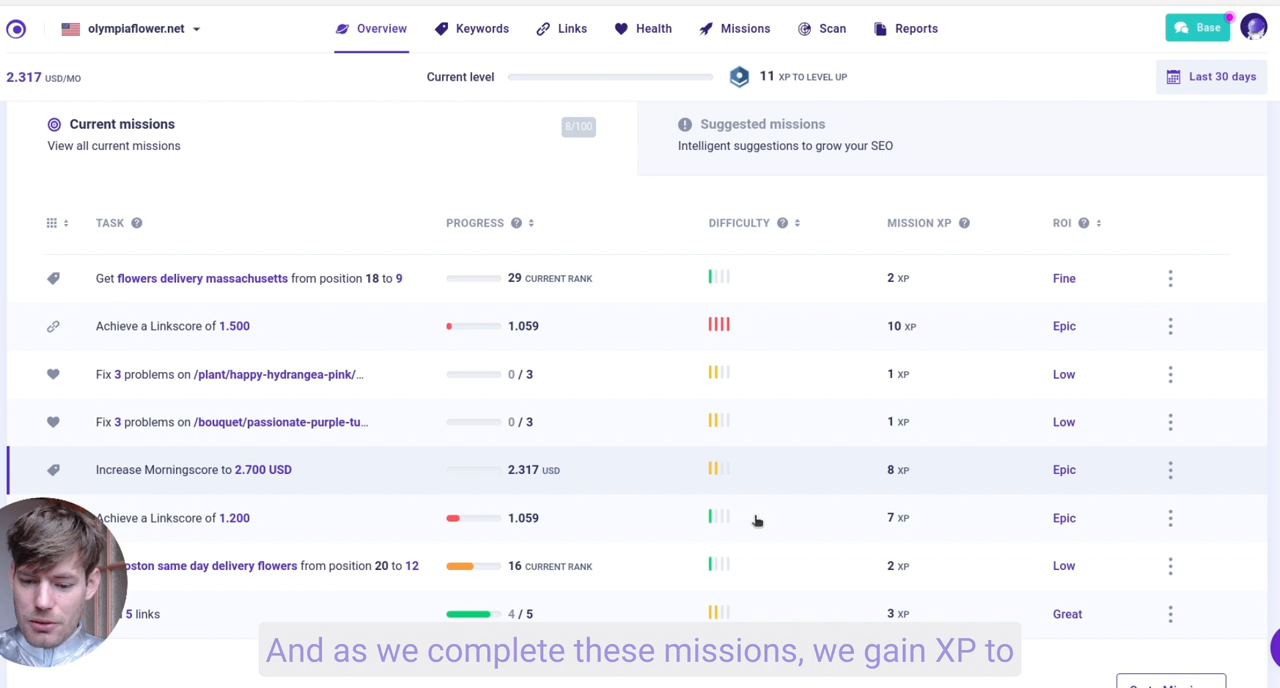 olympiaflower.net
Overview
Keywords
Links
Health
Missions
Scan
Reports
Base
2.317 USD/MO
Current level
11 XP TO LEVEL UP
Last 30 days
Current missions
8/100
View all current missions
Suggested missions
Intelligent suggestions to grow your SEO
TASK
PROGRESS
DIFFICULTY
MISSION XP
ROI
Get flowers delivery massachusetts from position 18 to 9
29 CURRENT RANK
2 XP
Fine
Achieve a Linkscore of 1.500
1.059
10 XP
Epic
Fix 3 problems on /plant/happy-hydrangea-pink/...
0 / 3
1 XP
Low
Fix 3 problems on /bouquet/passionate-purple-tu...
0 / 3
1 XP
Low
Increase Morningscore to 2.700 USD
2.317 USD
8 XP
Epic
Achieve a Linkscore of 1.200
1.059
7 XP
Epic
oston same day delivery flowers from position 20 to 12
16 CURRENT RANK
2 XP
Low
5 links
4 / 5
3 XP
Great
And as we complete these missions, we gain XP to